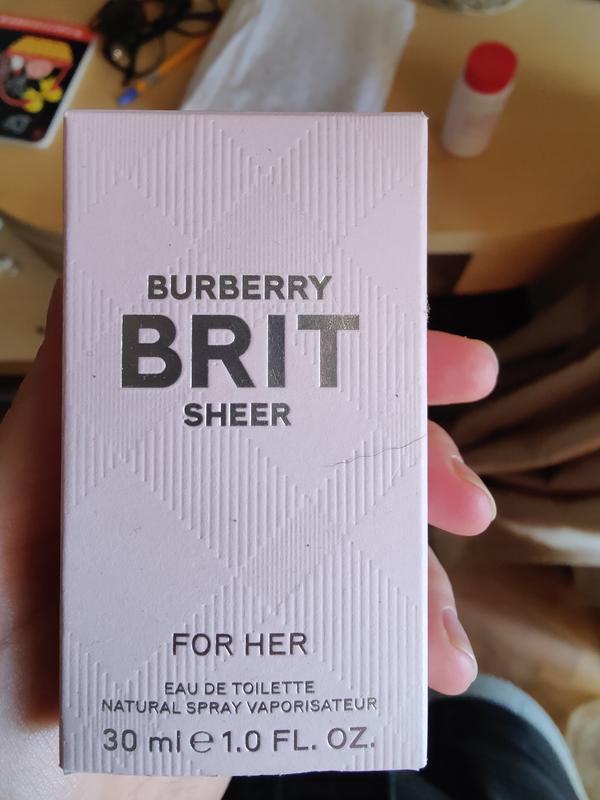 BURBERRY
BRIT
SHEER
FOR HER
EAU DE TOILETTE
NATURAL SPRAY VAPORISATEUR
30 ml ℮ 1.0 FL. OZ.